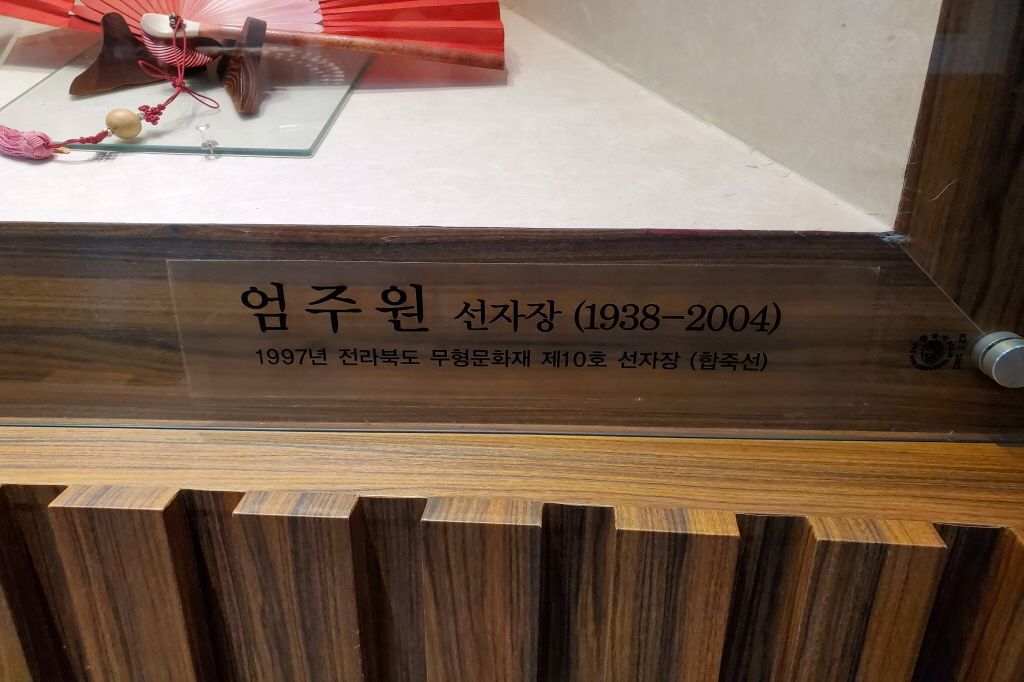 엄주원 선자장 (1938-2004)
1997년 전라북도 무형문화재 제10호 선자장 (합죽선)